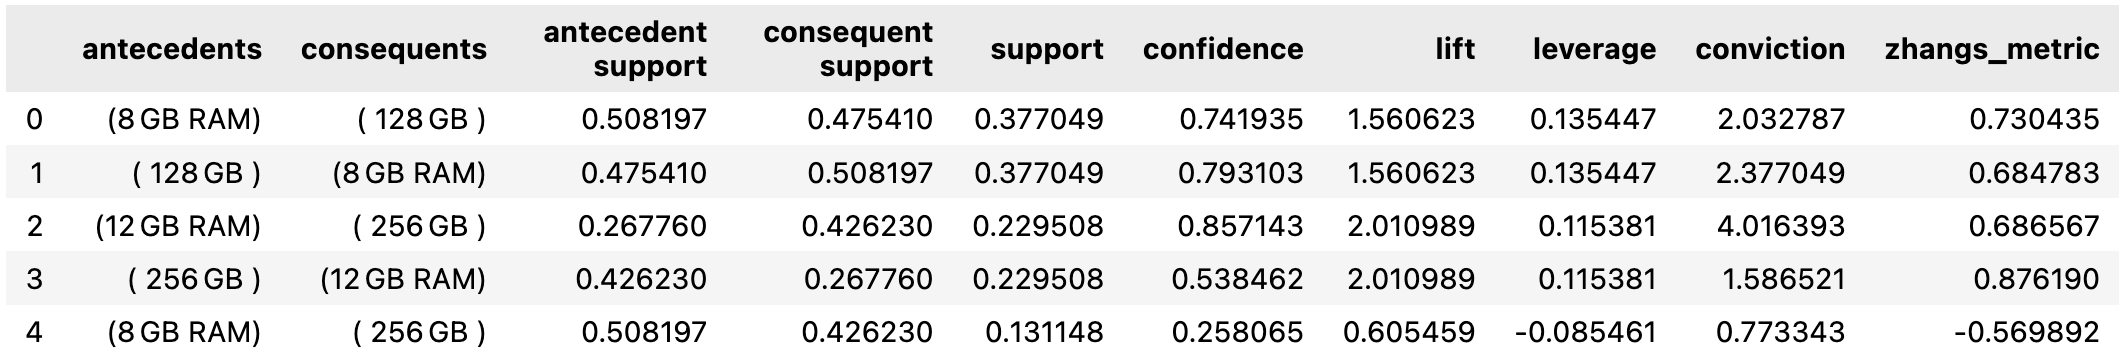 antecedents consequents antecedent support consequent support support confidence lift leverage conviction zhangs_metric
0 (8 GB RAM) ( 128 GB ) 0.508197 0.475410 0.377049 0.741935 1.560623 0.135447 2.032787 0.730435
1 ( 128 GB ) (8 GB RAM) 0.475410 0.508197 0.377049 0.793103 1.560623 0.135447 2.377049 0.684783
2 (12 GB RAM) ( 256 GB ) 0.267760 0.426230 0.229508 0.857143 2.010989 0.115381 4.016393 0.686567
3 ( 256 GB ) (12 GB RAM) 0.426230 0.267760 0.229508 0.538462 2.010989 0.115381 1.586521 0.876190
4 (8 GB RAM) ( 256 GB ) 0.508197 0.426230 0.131148 0.258065 0.605459 -0.085461 0.773343 -0.569892